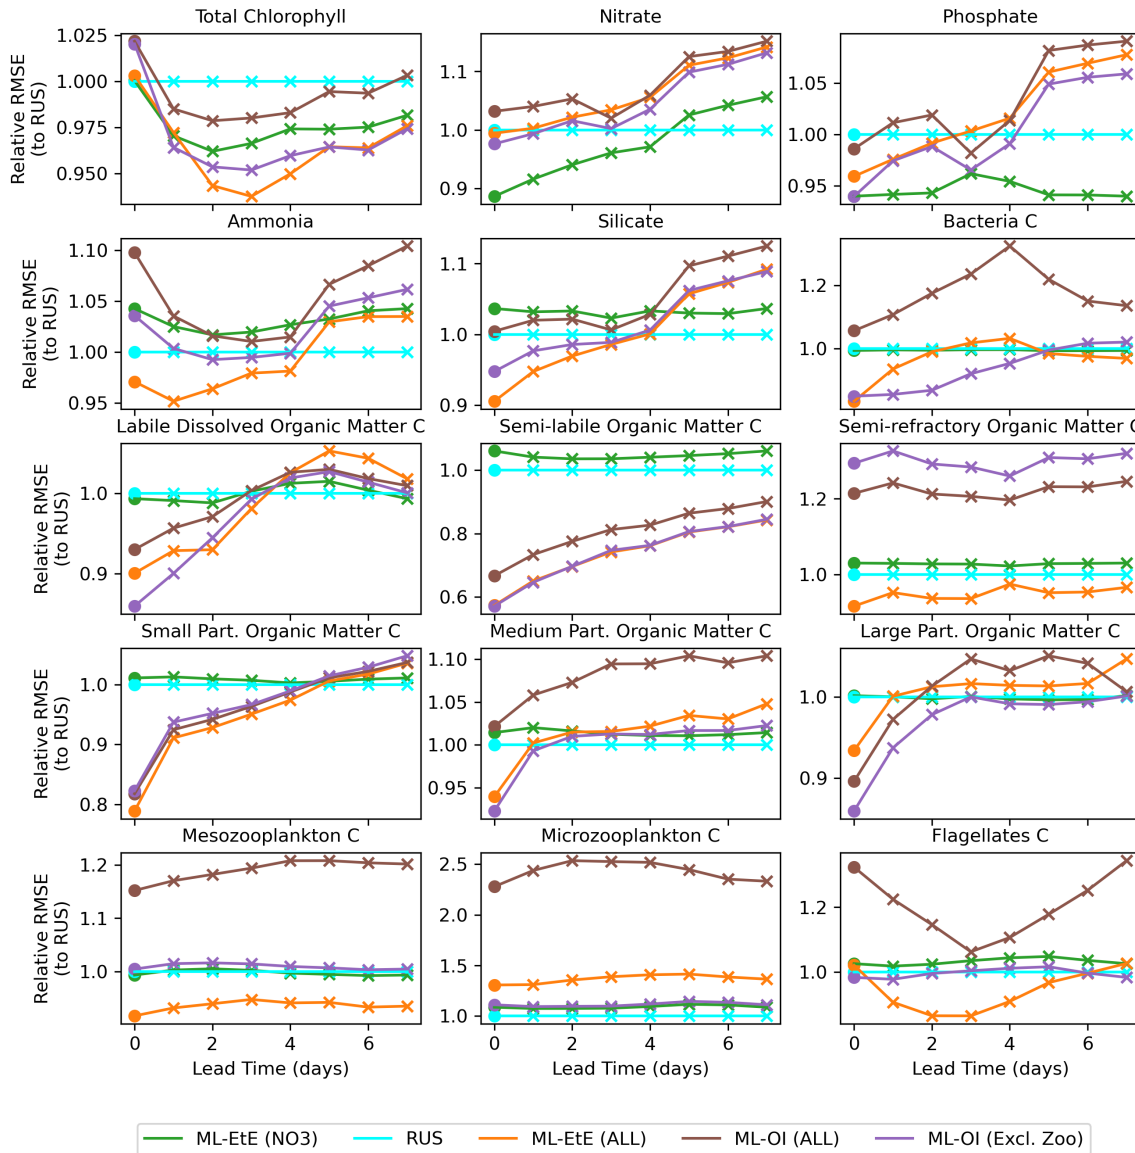 Total Chlorophyll
Nitrate
Phosphate
Relative RMSE
(to RUS)
1.025
1.000
0.975
0.950
1.1
1.0
0.9
1.05
1.00
0.95
Ammonia
Silicate
Bacteria C
Relative RMSE
(to RUS)
1.10
1.05
1.00
0.95
1.1
1.0
0.9
1.2
1.0
Labile Dissolved Organic Matter C
Semi-labile Organic Matter C
Semi-refractory Organic Matter C
Relative RMSE
(to RUS)
1.0
0.9
1.0
0.8
0.6
1.2
1.0
Small Part. Organic Matter C
Medium Part. Organic Matter C
Large Part. Organic Matter C
Relative RMSE
(to RUS)
1.0
0.9
0.8
1.10
1.05
1.00
0.95
1.0
0.9
Mesozooplankton C
Microzooplankton C
Flagellates C
Relative RMSE
(to RUS)
1.2
1.1
1.0
2.5
2.0
1.5
1.0
1.2
1.0
0 2 4 6
0 2 4 6
0 2 4 6
Lead Time (days)
Lead Time (days)
Lead Time (days)
ML-EtE (NO3) RUS ML-EtE (ALL) ML-OI (ALL) ML-OI (Excl. Zoo)